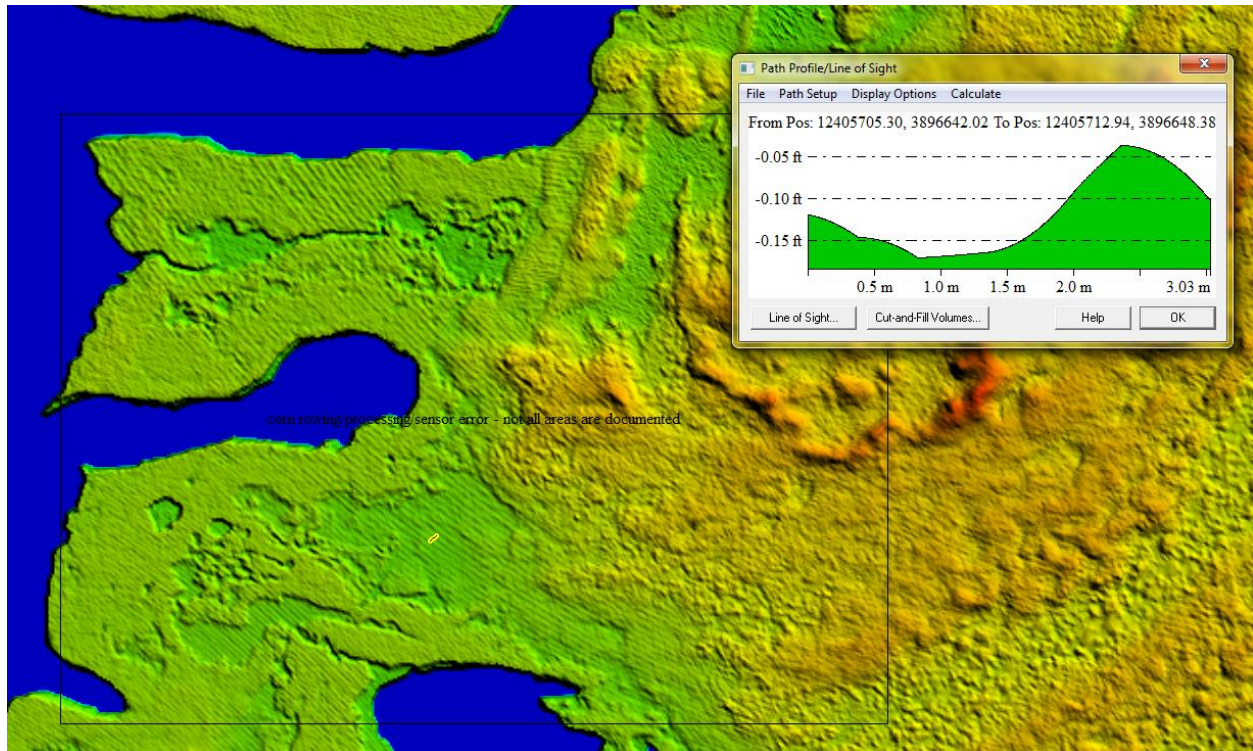 Path Profile/Line of Sight
File Path Setup Display Options Calculate
From Pos: 12405705.30, 3896642.02 To Pos: 12405712.94, 3896648.38
-0.05 ft
-0.10 ft
-0.15 ft
0.5 m 1.0 m 1.5 m 2.0 m 3.03 m
Line of Sight... Cut-and-Fill Volumes... Help OK
corn rowing/processing/sensor error - not all areas are documented